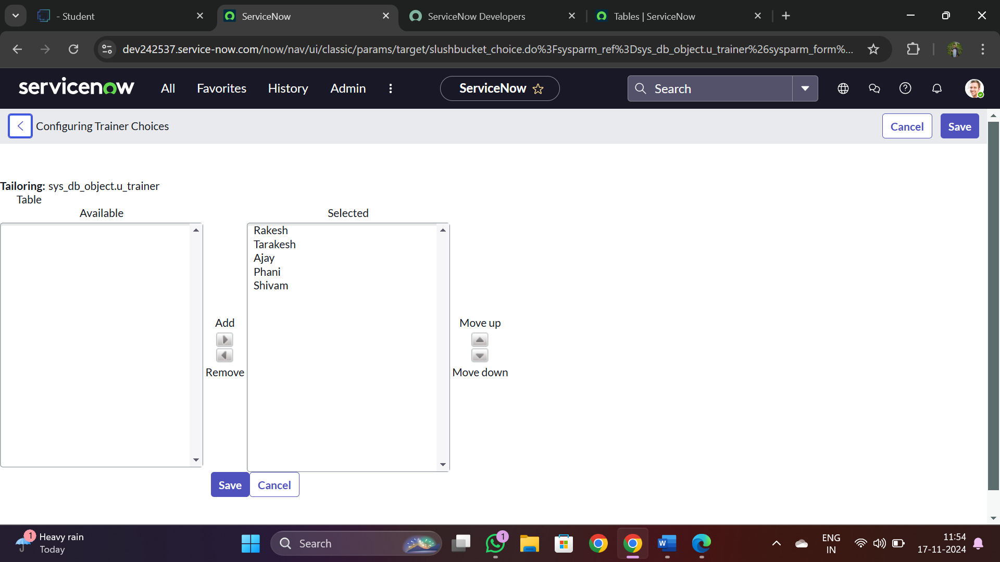 - Student
ServiceNow
ServiceNow Developers
Tables | ServiceNow
dev242537.service-now.com/now/nav/ui/classic/params/target/slushbucket_choice.do%3Fsysparm_ref%3Dsys_db_object.u_trainer%26sysparm_form%...
servicenow
All
Favorites
History
Admin
ServiceNow
Search
Configuring Trainer Choices
Cancel
Save
Tailoring: sys_db_object.u_trainer
Table
Available
Selected
Rakesh
Tarakesh
Ajay
Phani
Shivam
Add
Remove
Move up
Move down
Save
Cancel
1
Heavy rain
Today
Search
1
W
ENG
IN
11:54
17-11-2024